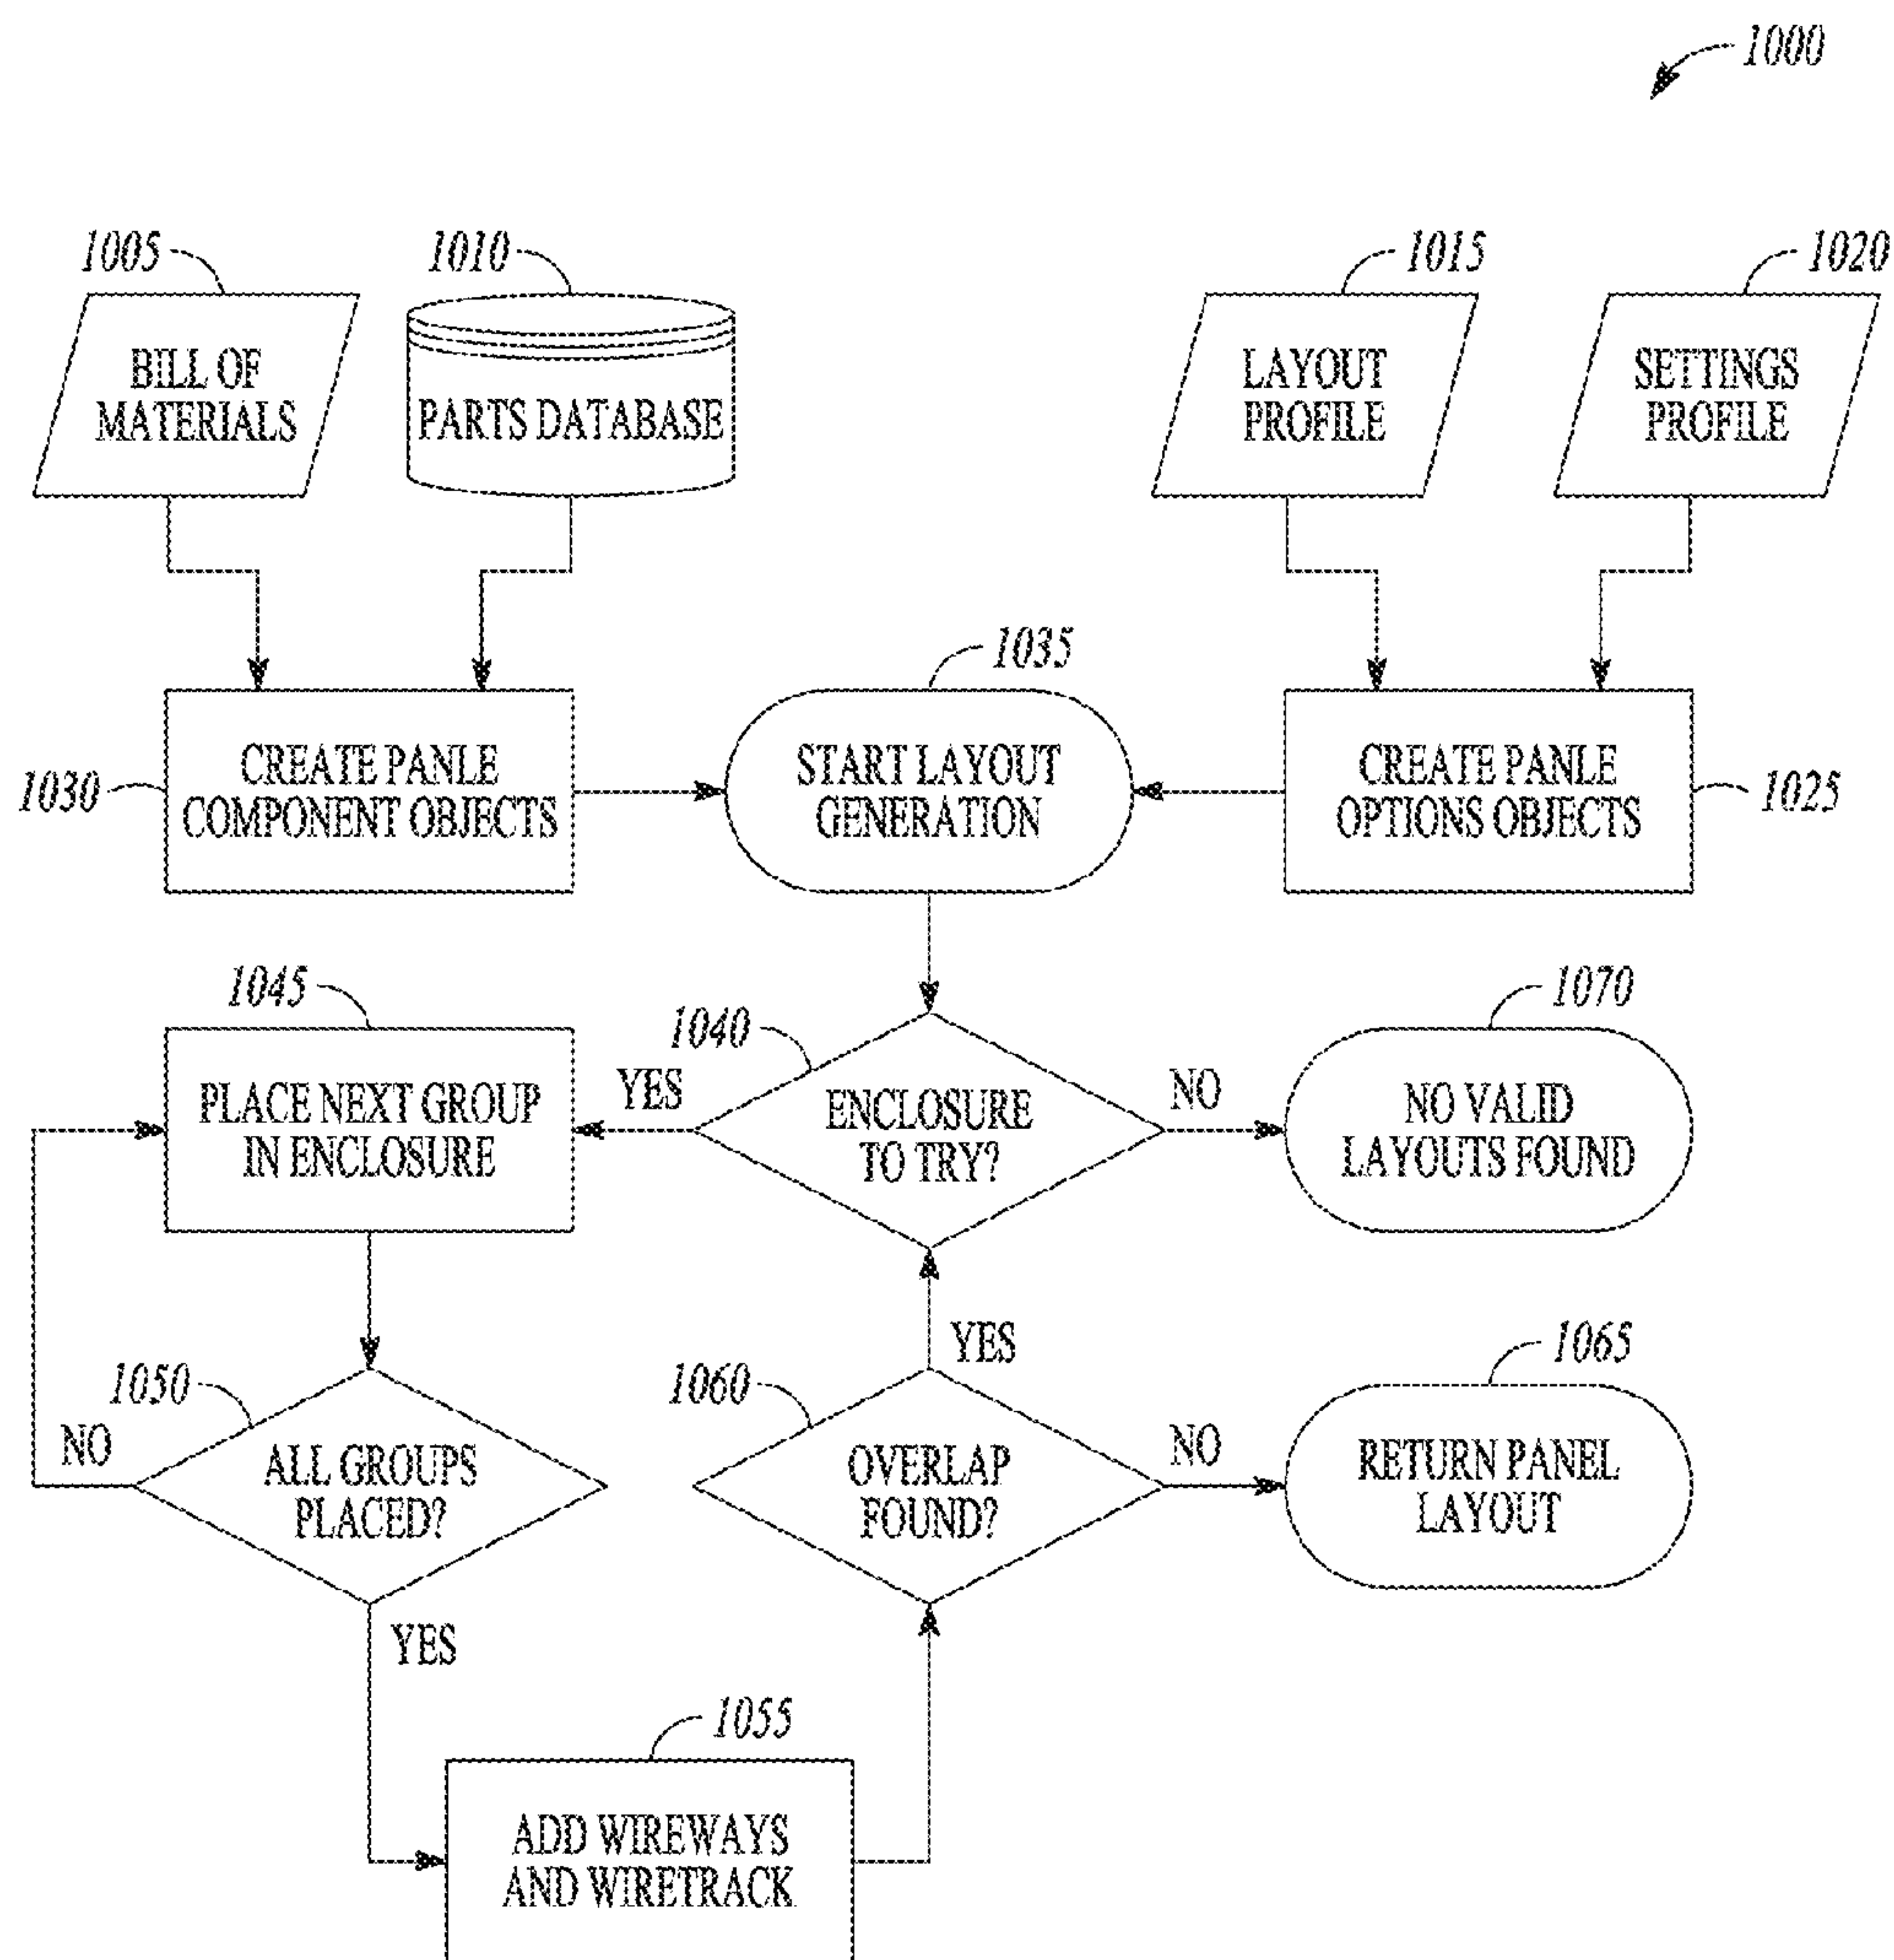 1000
1005
1010
1015
1020
BILL OF
MATERIALS
PARTS DATABASE
LAYOUT
PROFILE
SETTINGS
PROFILE
1035
1030
CREATE PANLE
COMPONENT OBJECTS
START LAYOUT
GENERATION
CREATE PANLE
OPTIONS OBJECTS
1025
1045
1040
1070
PLACE NEXT GROUP
IN ENCLOSURE
YES
ENCLOSURE
TO TRY?
NO
NO VALID
LAYOUTS FOUND
YES
1050
1060
1065
NO
ALL GROUPS
PLACED?
OVERLAP
FOUND?
NO
RETURN PANEL
LAYOUT
YES
1055
ADD WIREWAYS
AND WIRETRACK